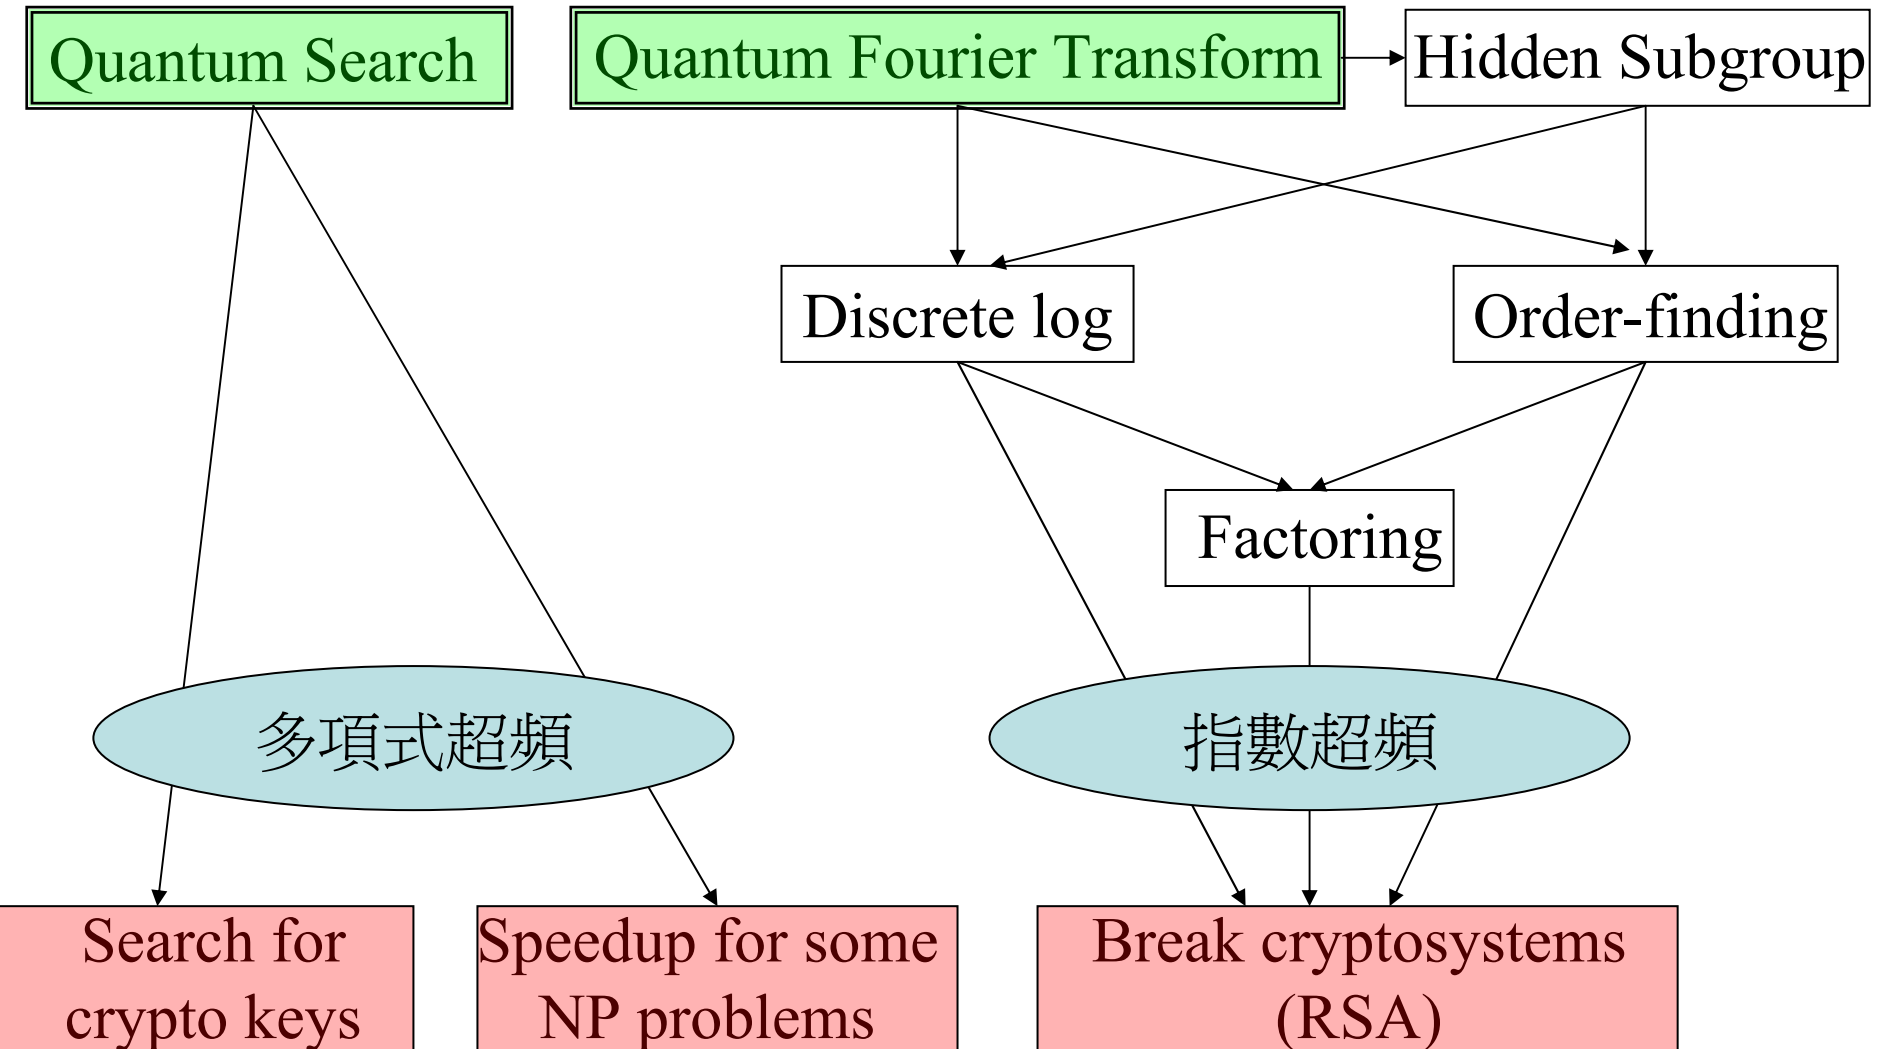 Quantum Search
Quantum Fourier Transform
Hidden Subgroup
Discrete log
Order-finding
Factoring
多項式超頻
指數超頻
Search for
crypto keys
Speedup for some
NP problems
Break cryptosystems
(RSA)